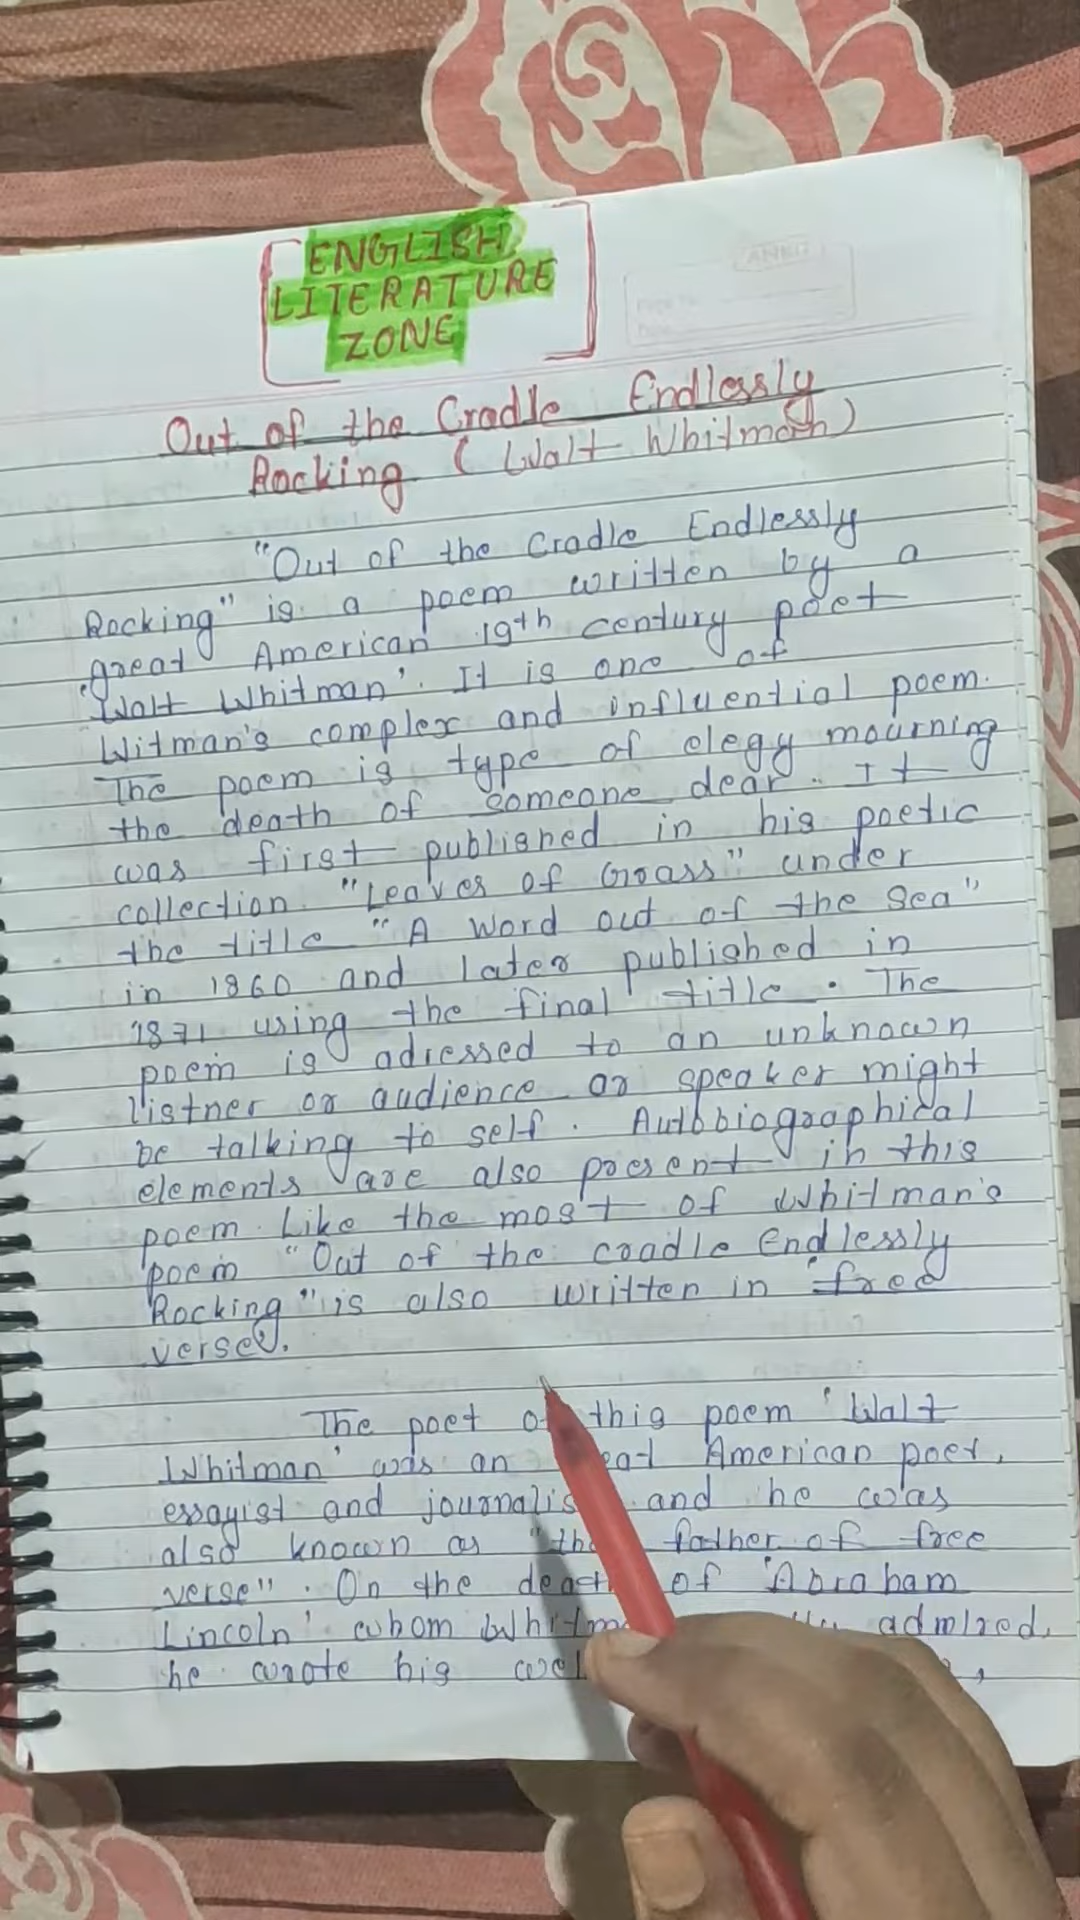 ENGLISH
LITERATURE
ZONE
Out of the Cradle Endlessly
Rocking (Walt Whitman)
"Out of the Cradle Endlessly
Rocking" is a poem written by a
great American 19th century poet
'Walt Whitman'. It is one of
Witman's complex and influential poem.
The poem is type of elegy mourning
the death of someone dear. It
was first published in his poetic
collection "Leaves of Grass" under
the title "A Word out of the Sea"
in 1860 and later published in
1871 using the final title. The
poem is adressed to an unknown
listner or audience or speaker might
be talking to self. Autobiographical
elements are also present in this
poem. Like the most of Whitman's
poem "Out of the cradle Endlessly
Rocking" is also written in 'free
verse'.
The poet of this poem 'Walt
Whitman' was an American poet,
essayist and and he was
also known as father of free
verse". On the of 'Abraham
Lincoln' whom admired,
he wrote his